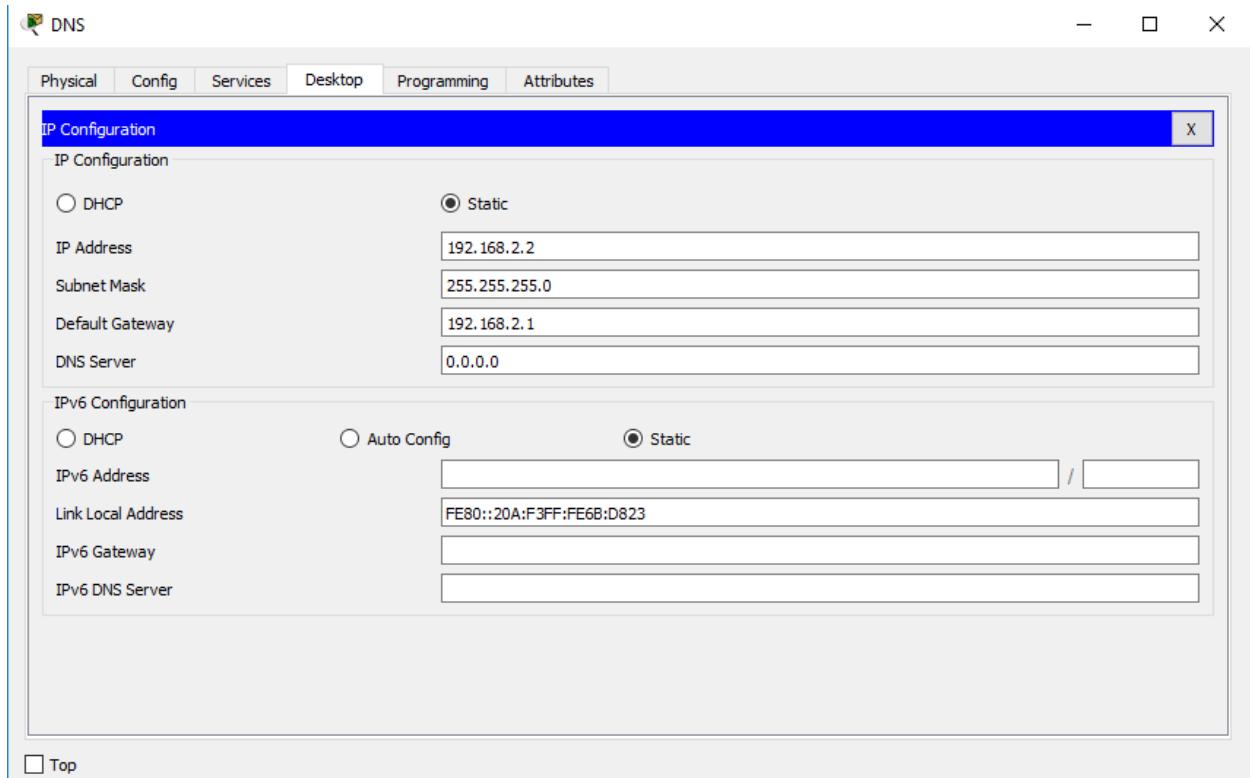 DNS
Physical Config Services Desktop Programming Attributes
IP Configuration X
IP Configuration
DHCP Static
IP Address 192.168.2.2
Subnet Mask 255.255.255.0
Default Gateway 192.168.2.1
DNS Server 0.0.0.0
IPv6 Configuration
DHCP Auto Config Static
IPv6 Address /
Link Local Address FE80::20A:F3FF:FE6B:D823
IPv6 Gateway
IPv6 DNS Server
Top